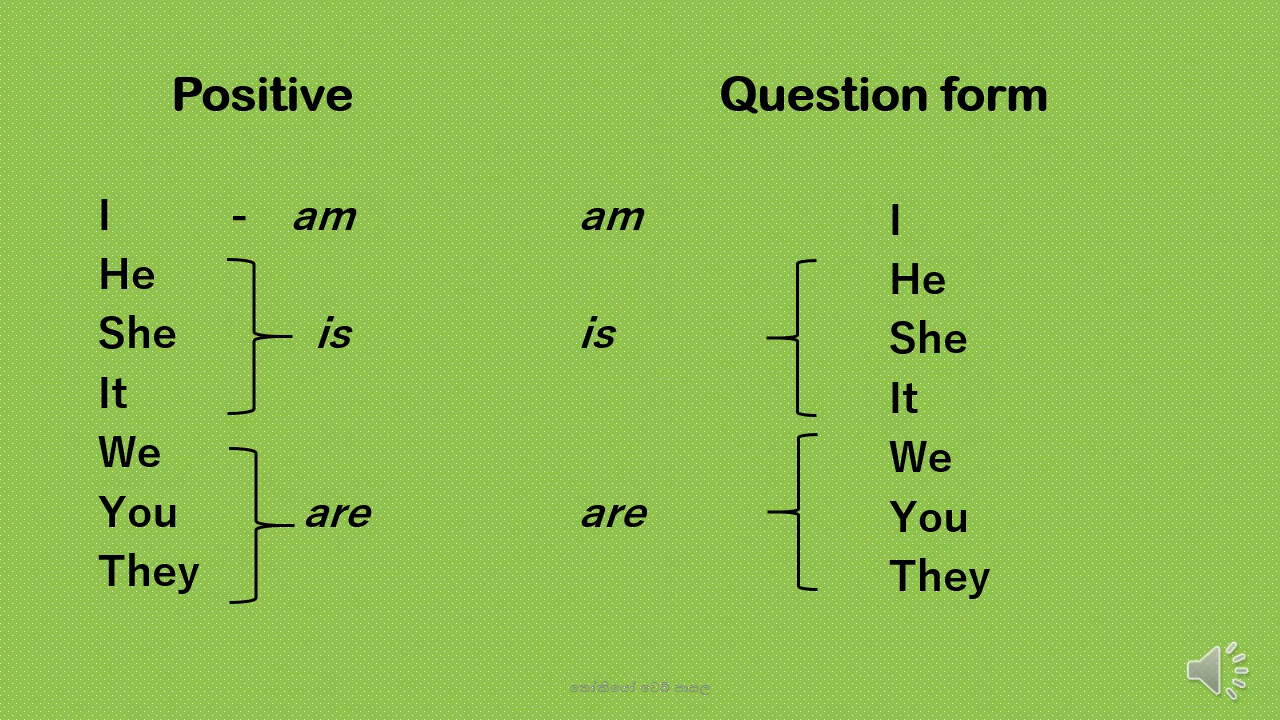 Positive Question form
I - am am I
He He
She is is She
It It
We We
You are are You
They They
තෝකියෝ වෙබ් පාසල